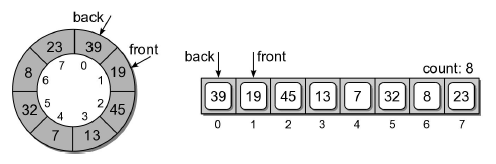 back
front
23 39
8 19
7 0
6 1
5 2
4 3
32 45
7 13
back front
count: 8
39 19 45 13 7 32 8 23
0 1 2 3 4 5 6 7